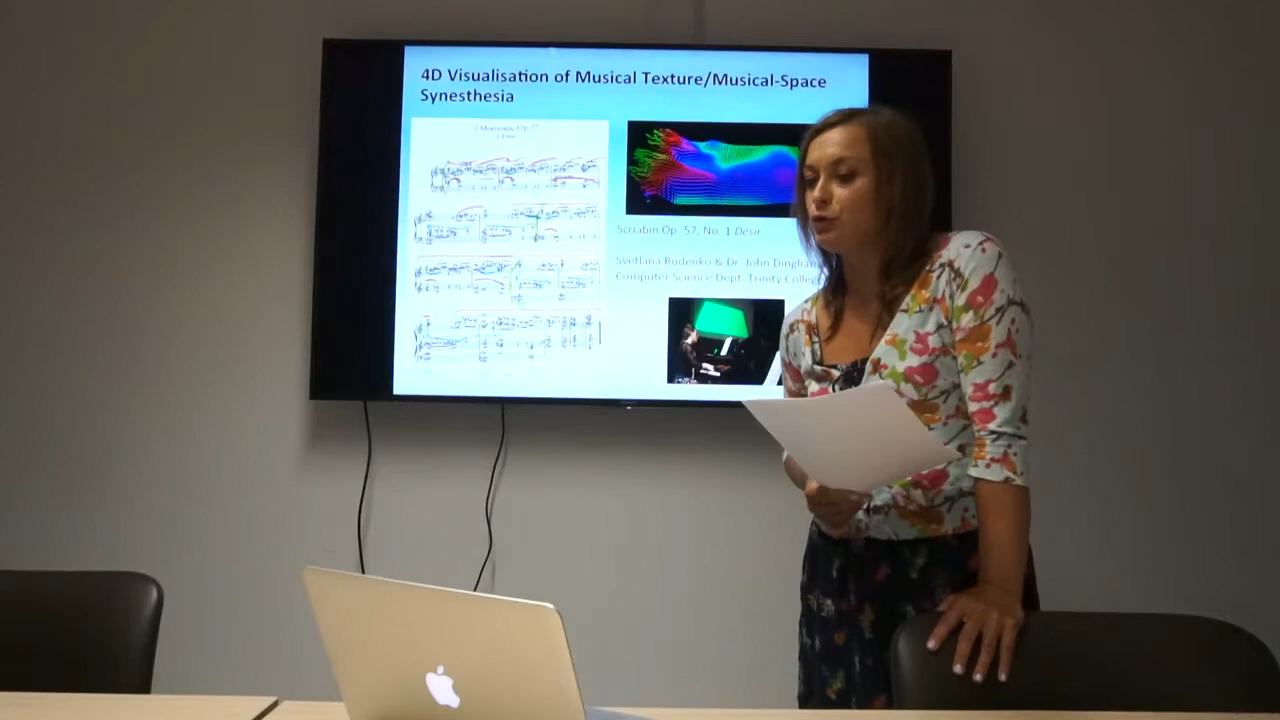 4D Visualisation of Musical Texture/Musical-Space
Synesthesia
Scriabin Op. 57, No. 1 Désir
Svetlana Rudenko & Dr. John Dinglian
Computer Science Dept. Trinity College